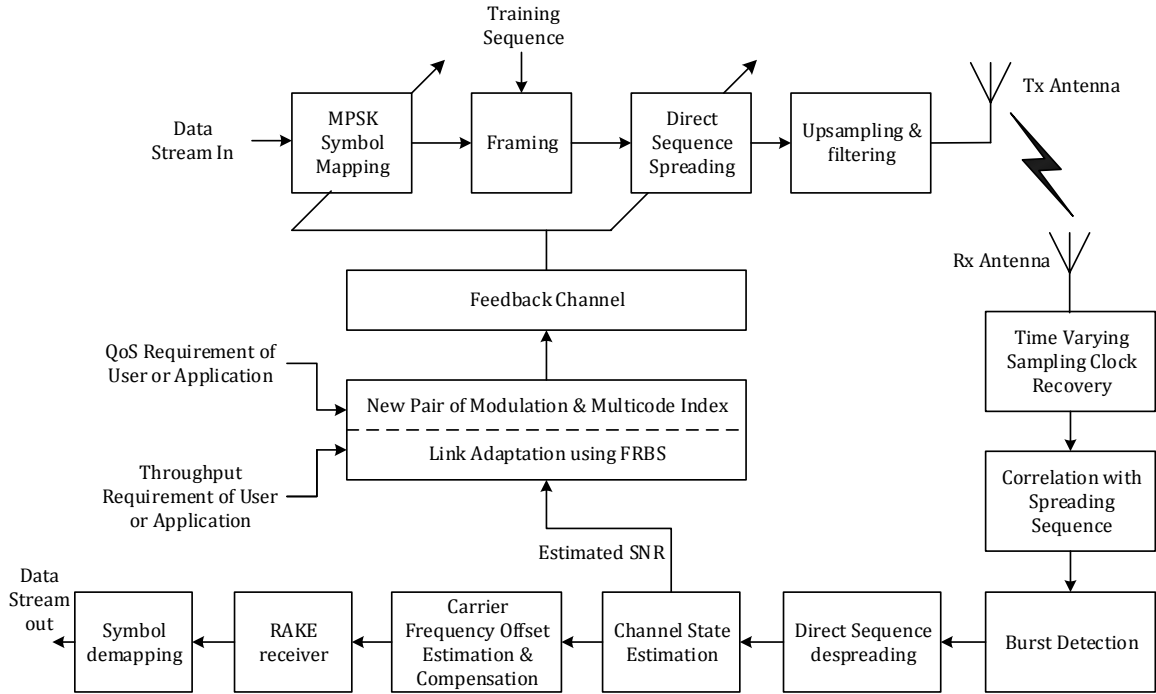 Training
Sequence
Data
Stream In
MPSK
Symbol
Mapping
Framing
Direct
Sequence
Spreading
Upsampling &
filtering
Tx Antenna
Rx Antenna
Feedback Channel
Time Varying
Sampling Clock
Recovery
QoS Requirement of
User or Application
New Pair of Modulation & Multicode Index
Link Adaptation using FRBS
Throughput
Requirement of User
or Application
Correlation with
Spreading
Sequence
Estimated SNR
Data
Stream
out
Symbol
demapping
RAKE
receiver
Carrier
Frequency Offset
Estimation &
Compensation
Channel State
Estimation
Direct Sequence
despreading
Burst Detection